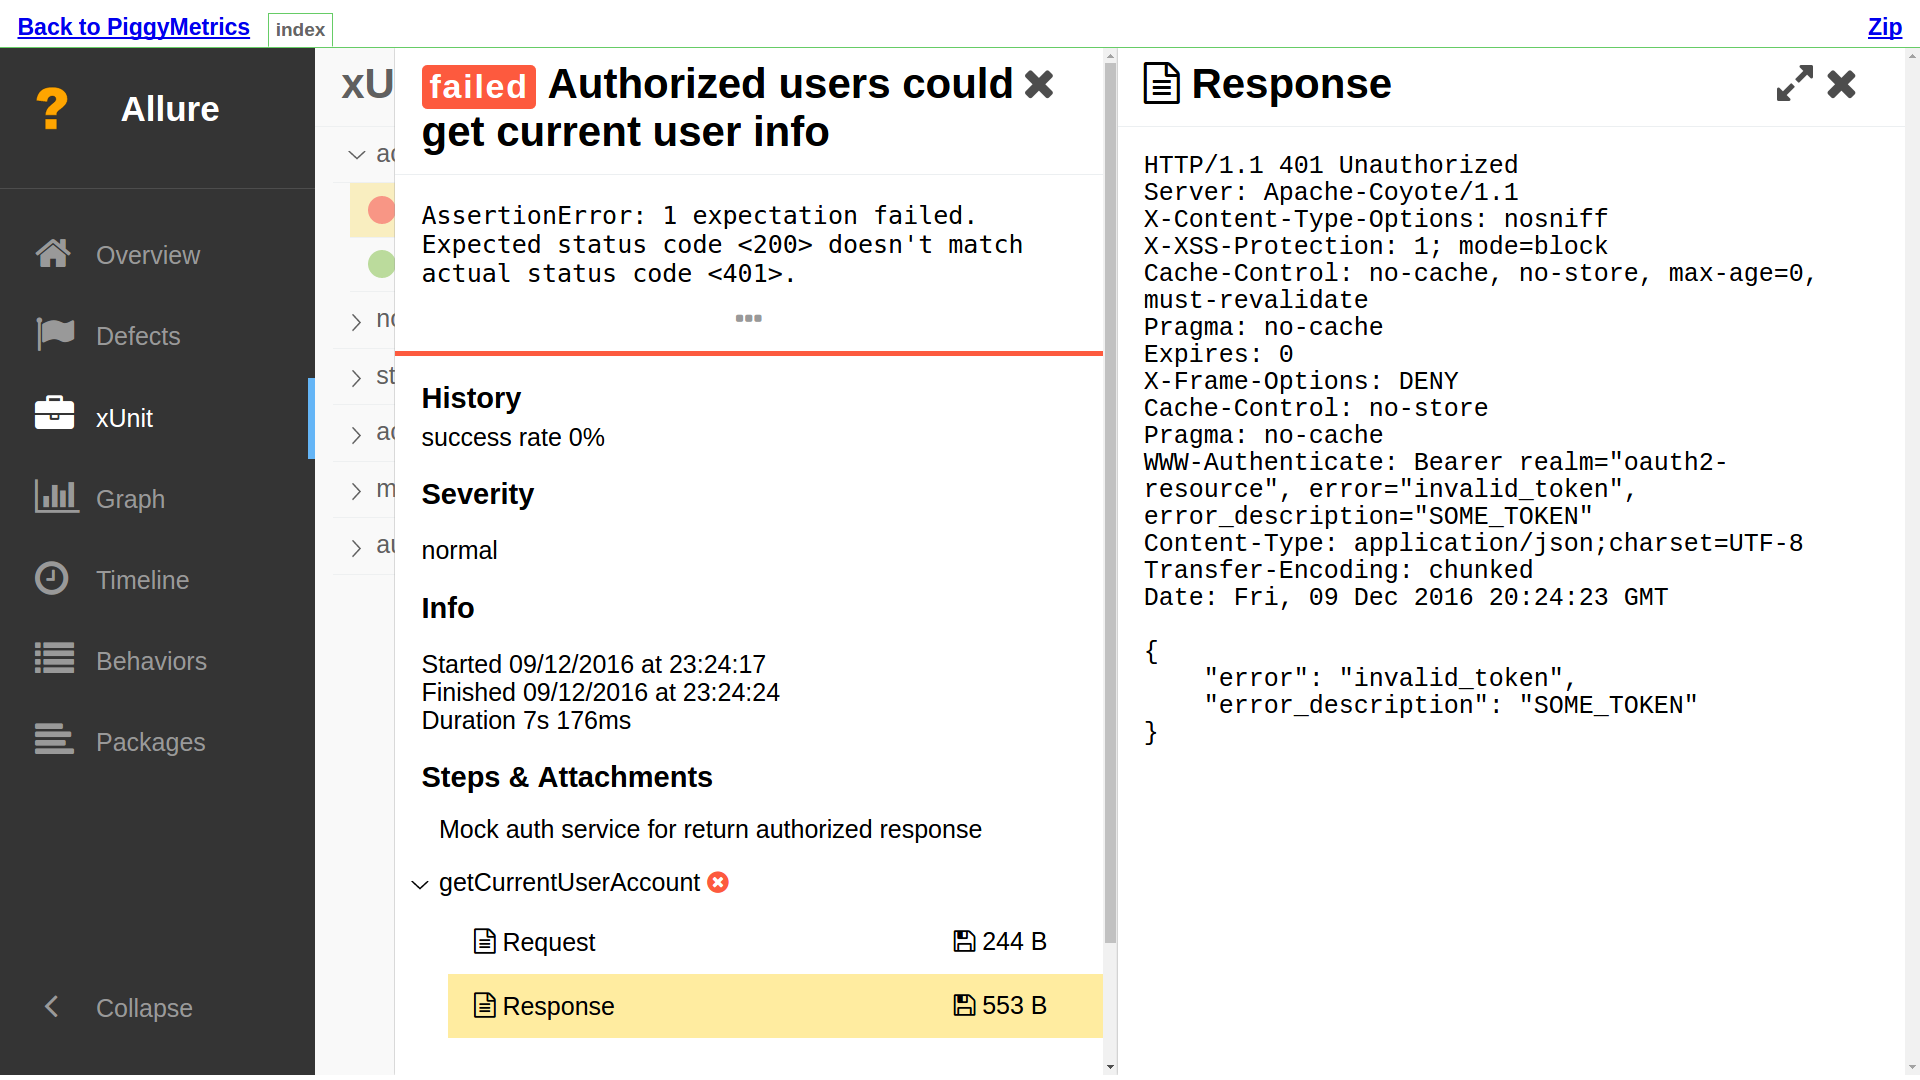 Back to PiggyMetrics
index
Zip
Allure
Overview
Defects
xUnit
Graph
Timeline
Behaviors
Packages
Collapse
xU
no
st
m
failed Authorized users could
get current user info
AssertionError: 1 expectation failed.
Expected status code <200> doesn't match
actual status code <401>.
History
success rate 0%
Severity
normal
Info
Started 09/12/2016 at 23:24:17
Finished 09/12/2016 at 23:24:24
Duration 7s 176ms
Steps & Attachments
Mock auth service for return authorized response
getCurrentUserAccount
Request 244 B
Response 553 B
Response
HTTP/1.1 401 Unauthorized
Server: Apache-Coyote/1.1
X-Content-Type-Options: nosniff
X-XSS-Protection: 1; mode=block
Cache-Control: no-cache, no-store, max-age=0,
must-revalidate
Pragma: no-cache
Expires: 0
X-Frame-Options: DENY
Cache-Control: no-store
Pragma: no-cache
WWW-Authenticate: Bearer realm="oauth2-
resource", error="invalid_token",
error_description="SOME_TOKEN"
Content-Type: application/json;charset=UTF-8
Transfer-Encoding: chunked
Date: Fri, 09 Dec 2016 20:24:23 GMT
{
"error": "invalid_token",
"error_description": "SOME_TOKEN"
}